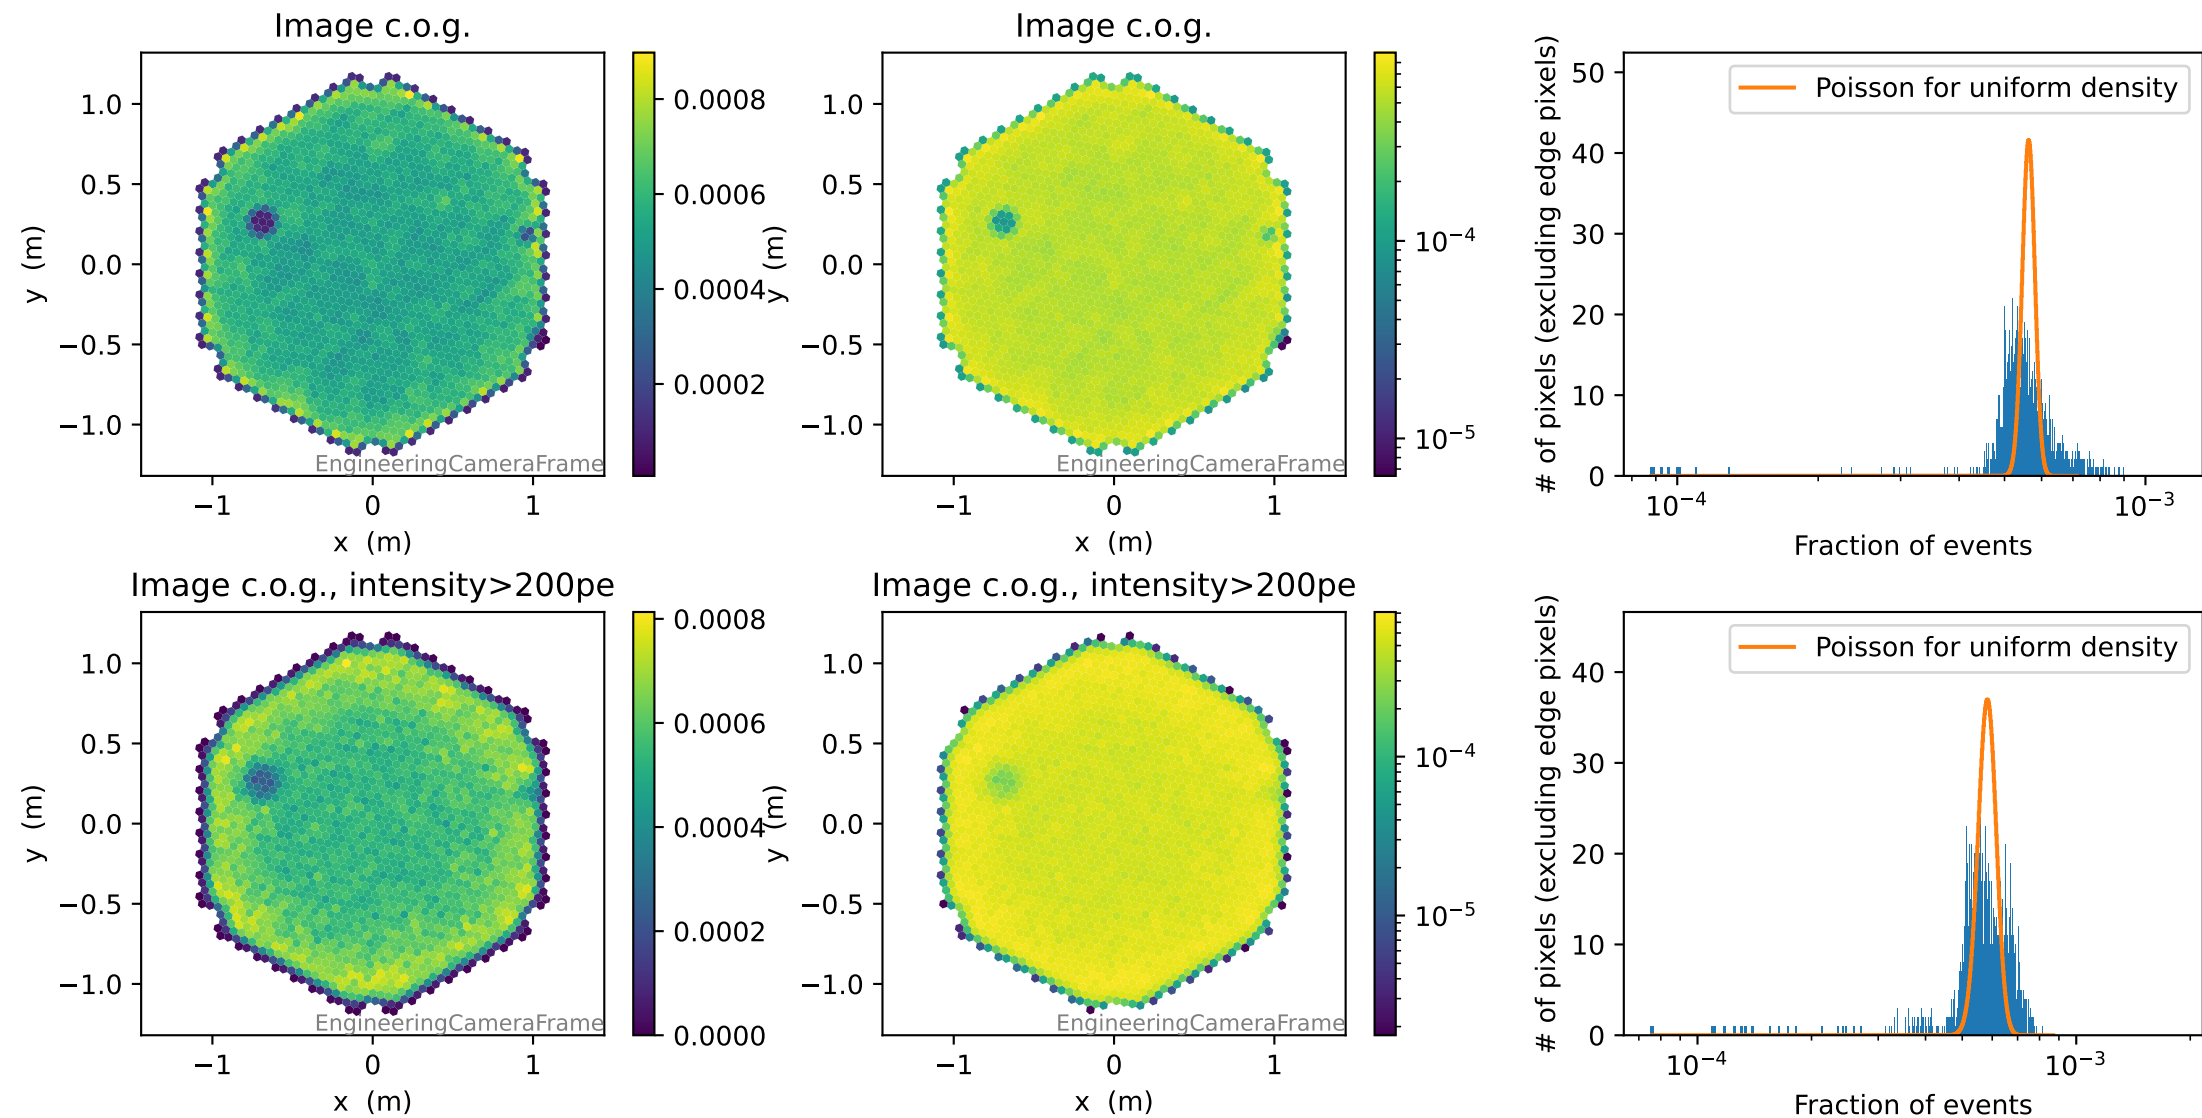 Image c.o.g.
1.0
0.5
0.0
−0.5
−1.0
y (m)
−1
0
1
x (m)
EngineeringCameraFrame
0.0008
0.0006
0.0004
0.0002
Image c.o.g.
1.0
0.5
0.0
−0.5
−1.0
y (m)
−1
0
1
x (m)
EngineeringCameraFrame
10⁻⁴
10⁻⁵
# of pixels (excluding edge pixels)
50
40
30
20
10
0
Poisson for uniform density
10⁻⁴
10⁻³
Fraction of events
Image c.o.g., intensity>200pe
1.0
0.5
0.0
−0.5
−1.0
y (m)
−1
0
1
x (m)
EngineeringCameraFrame
0.0008
0.0006
0.0004
0.0002
0.0000
Image c.o.g., intensity>200pe
1.0
0.5
0.0
−0.5
−1.0
y (m)
−1
0
1
x (m)
EngineeringCameraFrame
10⁻⁴
10⁻⁵
# of pixels (excluding edge pixels)
40
30
20
10
0
Poisson for uniform density
10⁻⁴
10⁻³
Fraction of events